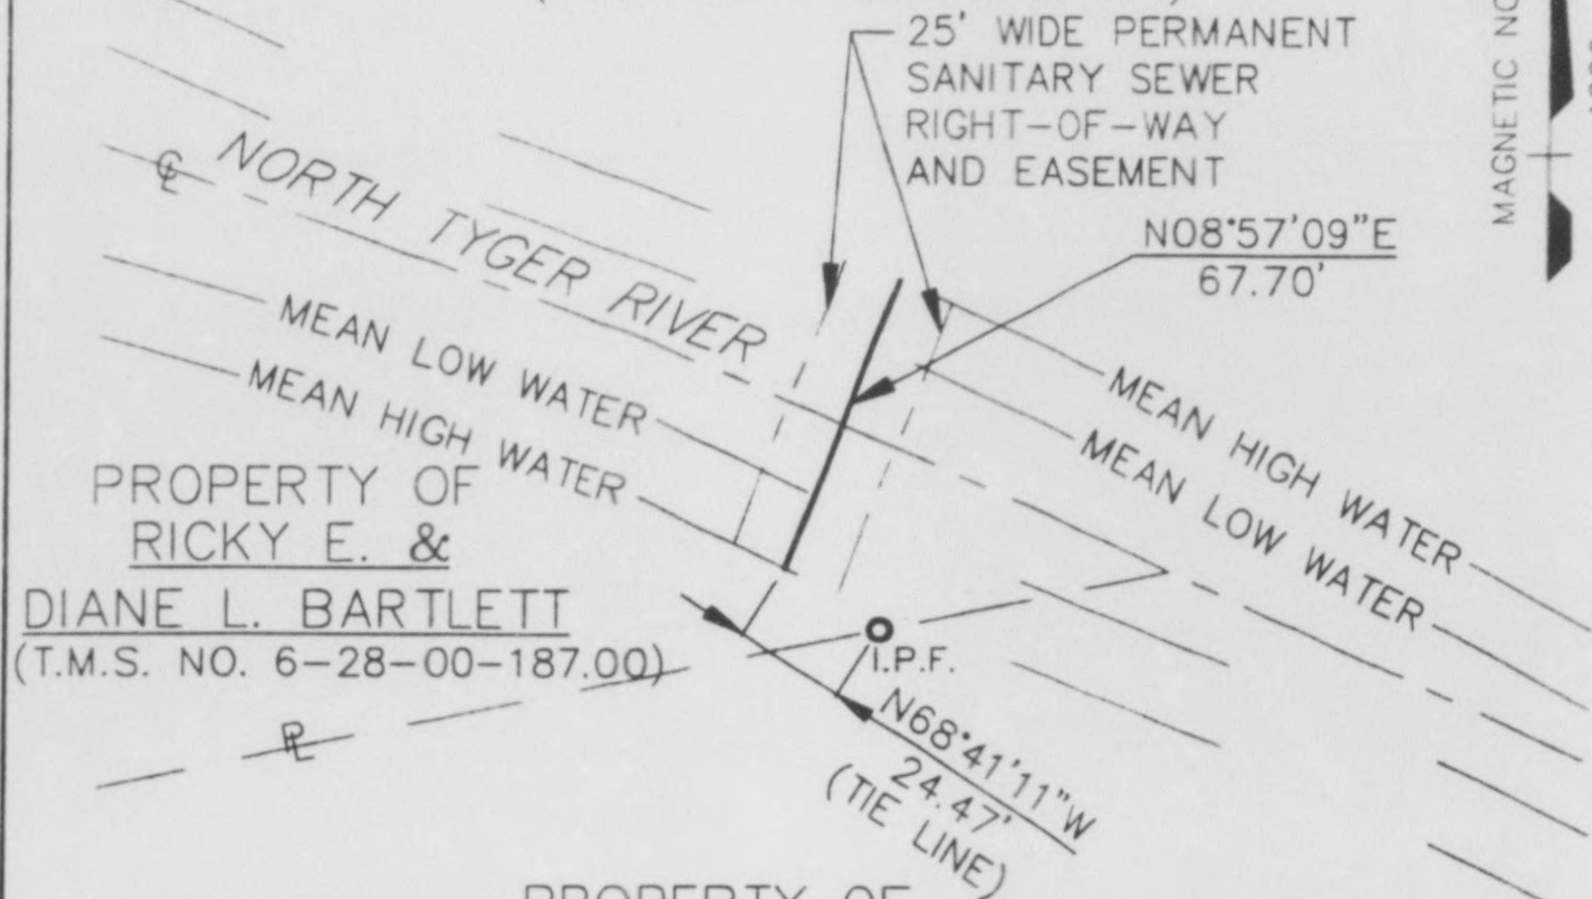 25' WIDE PERMANENT
SANITARY SEWER
RIGHT-OF-WAY
AND EASEMENT
MAGNETIC
N08°57'09"E
67.70'
℄ NORTH TYGER RIVER
MEAN LOW WATER
MEAN HIGH WATER
MEAN HIGH WATER
MEAN LOW WATER
PROPERTY OF
RICKY E. &
DIANE L. BARTLETT
(T.M.S. NO. 6-28-00-187.00)
I.P.F.
N68°41'11"W
24.47'
(TIE LINE)
PL
PROPERTY OF